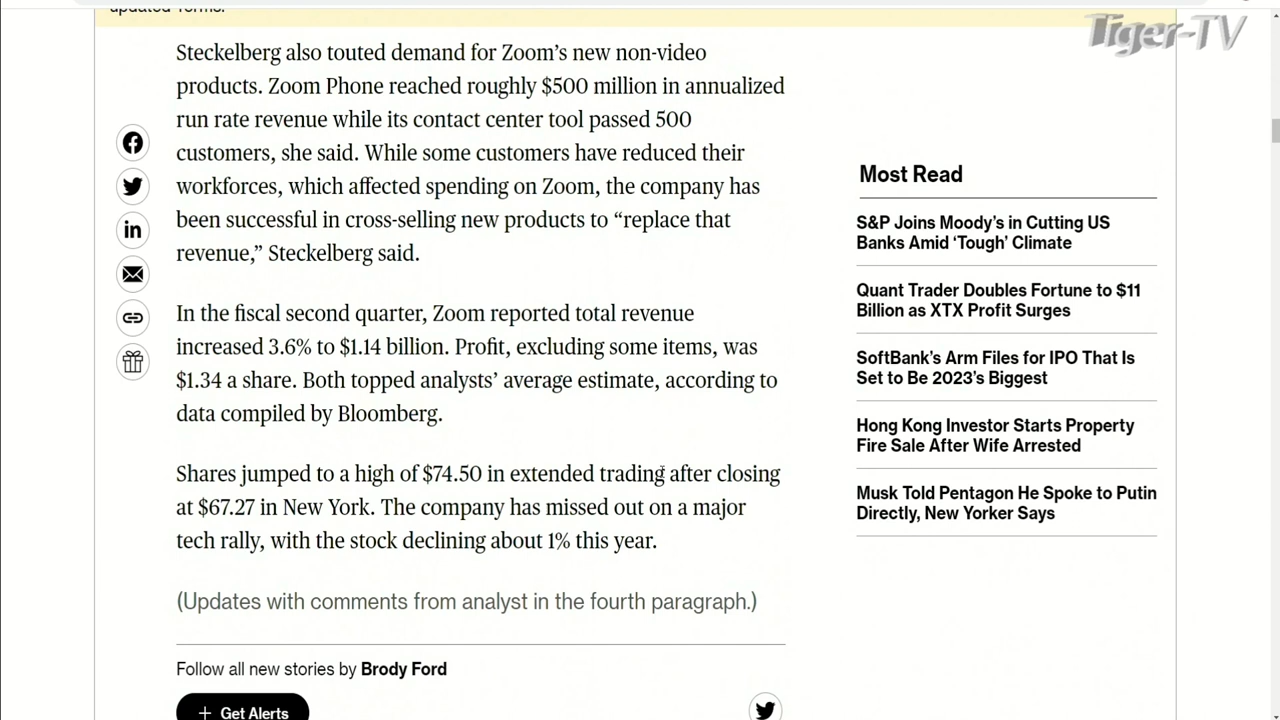 updated Terms.
Tiger-TV
Steckelberg also touted demand for Zoom’s new non-video
products. Zoom Phone reached roughly $500 million in annualized
run rate revenue while its contact center tool passed 500
customers, she said. While some customers have reduced their
workforces, which affected spending on Zoom, the company has
been successful in cross-selling new products to “replace that
revenue,” Steckelberg said.
In the fiscal second quarter, Zoom reported total revenue
increased 3.6% to $1.14 billion. Profit, excluding some items, was
$1.34 a share. Both topped analysts’ average estimate, according to
data compiled by Bloomberg.
Shares jumped to a high of $74.50 in extended trading after closing
at $67.27 in New York. The company has missed out on a major
tech rally, with the stock declining about 1% this year.
(Updates with comments from analyst in the fourth paragraph.)
Follow all new stories by Brody Ford
+ Get Alerts
Most Read
S&P Joins Moody’s in Cutting US
Banks Amid ‘Tough’ Climate
Quant Trader Doubles Fortune to $11
Billion as XTX Profit Surges
SoftBank’s Arm Files for IPO That Is
Set to Be 2023’s Biggest
Hong Kong Investor Starts Property
Fire Sale After Wife Arrested
Musk Told Pentagon He Spoke to Putin
Directly, New Yorker Says